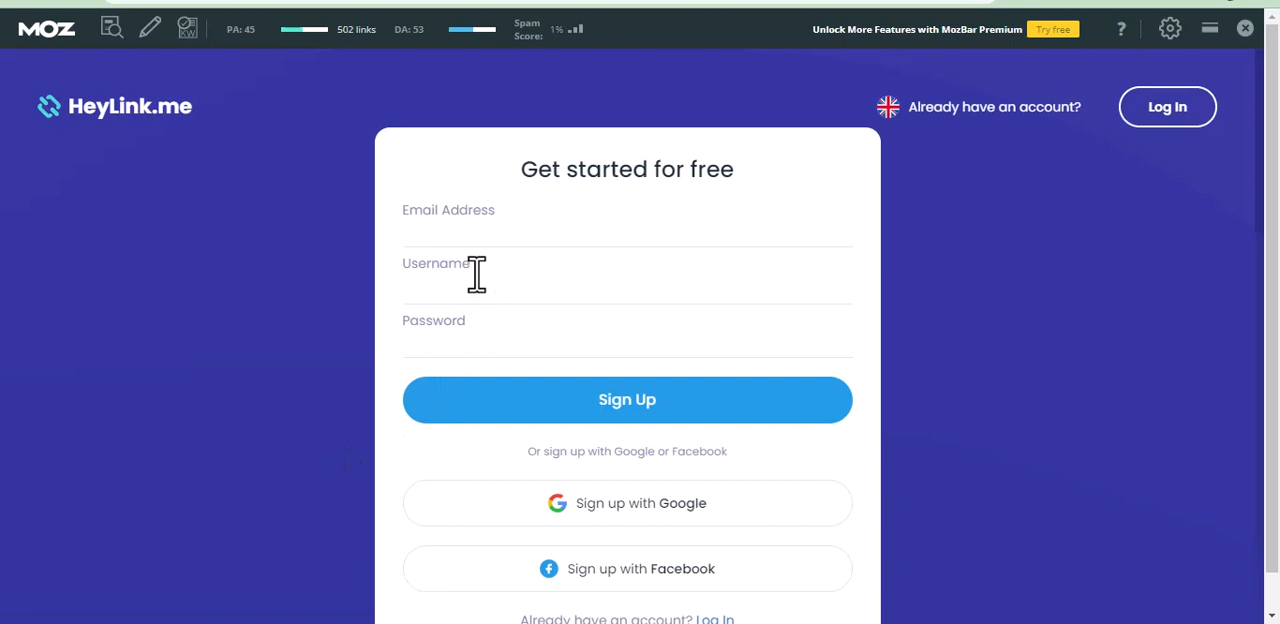 MOZ KW PA: 45 502 links DA: 53 Spam Score: 1% Unlock More Features with MozBar Premium Try free ?
HeyLink.me Already have an account? Log In
Get started for free
Email Address
Username
Password
Sign Up
Or sign up with Google or Facebook
Sign up with Google
Sign up with Facebook
Already have an account? Log In